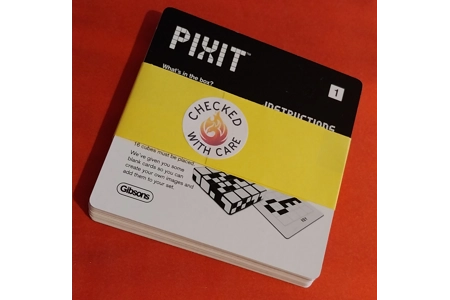 PIXIT™
What's in the box?
1
INSTRUCTIONS
CHECKED
WITH CARE
16 cubes must be placed
We've given you some
blank cards so you can
create your own images and
add them to your set.
Gibsons